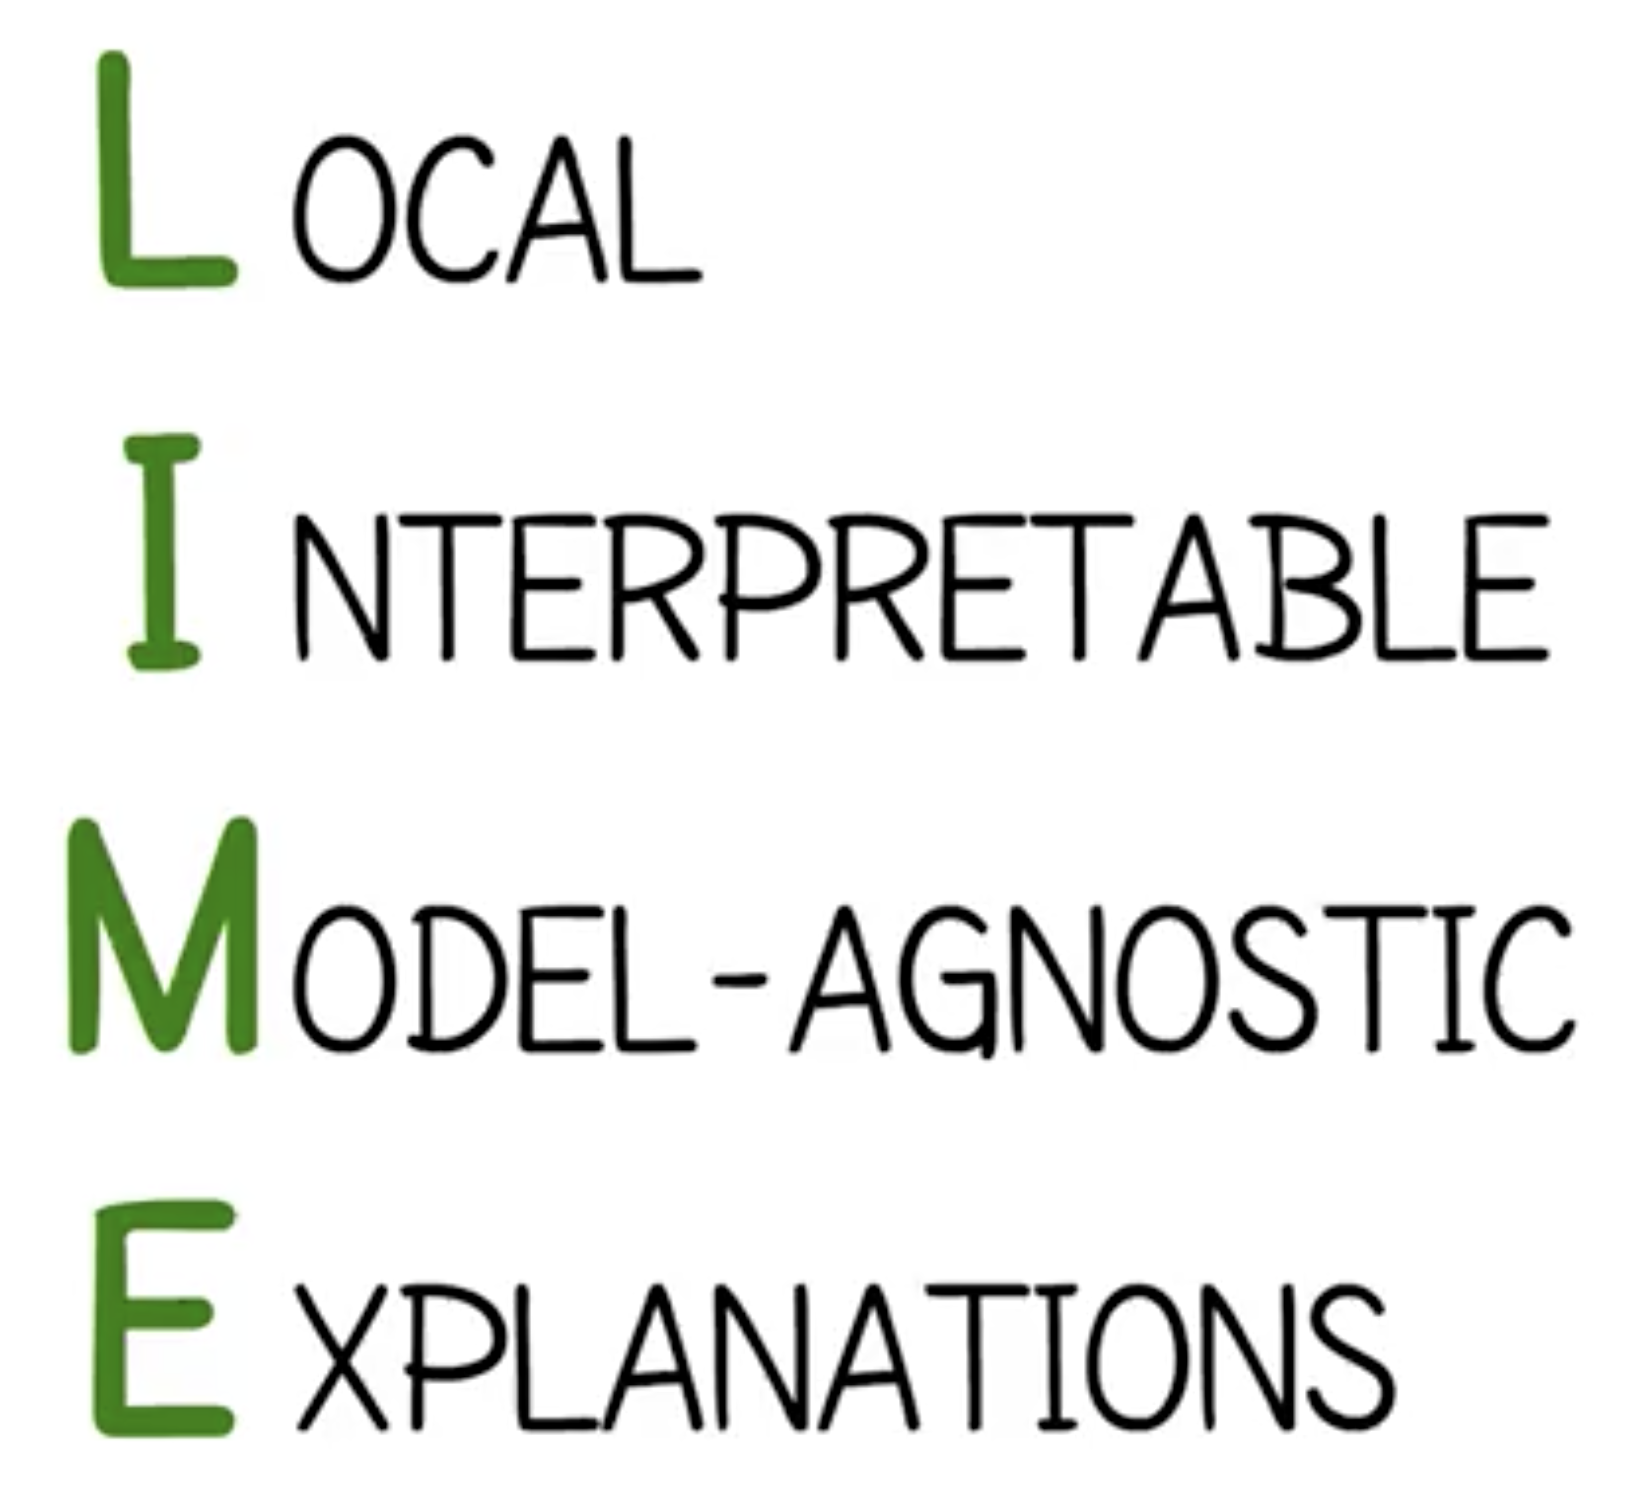 LOCAL
INTERPRETABLE
MODEL-AGNOSTIC
EXPLANATIONS